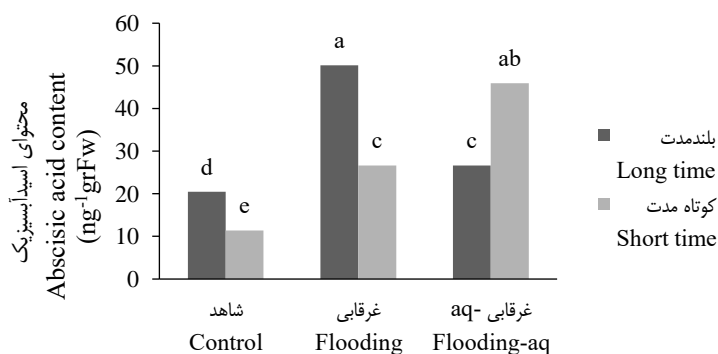 محتوای اسیدآبسیزیک
Abscisic acid content
(ng⁻¹grFw)
60
50
40
30
20
10
0
d
e
a
c
c
ab
شاهد
Control
غرقابی
Flooding
غرقابی -aq
Flooding-aq
بلندمدت
Long time
کوتاه مدت
Short time